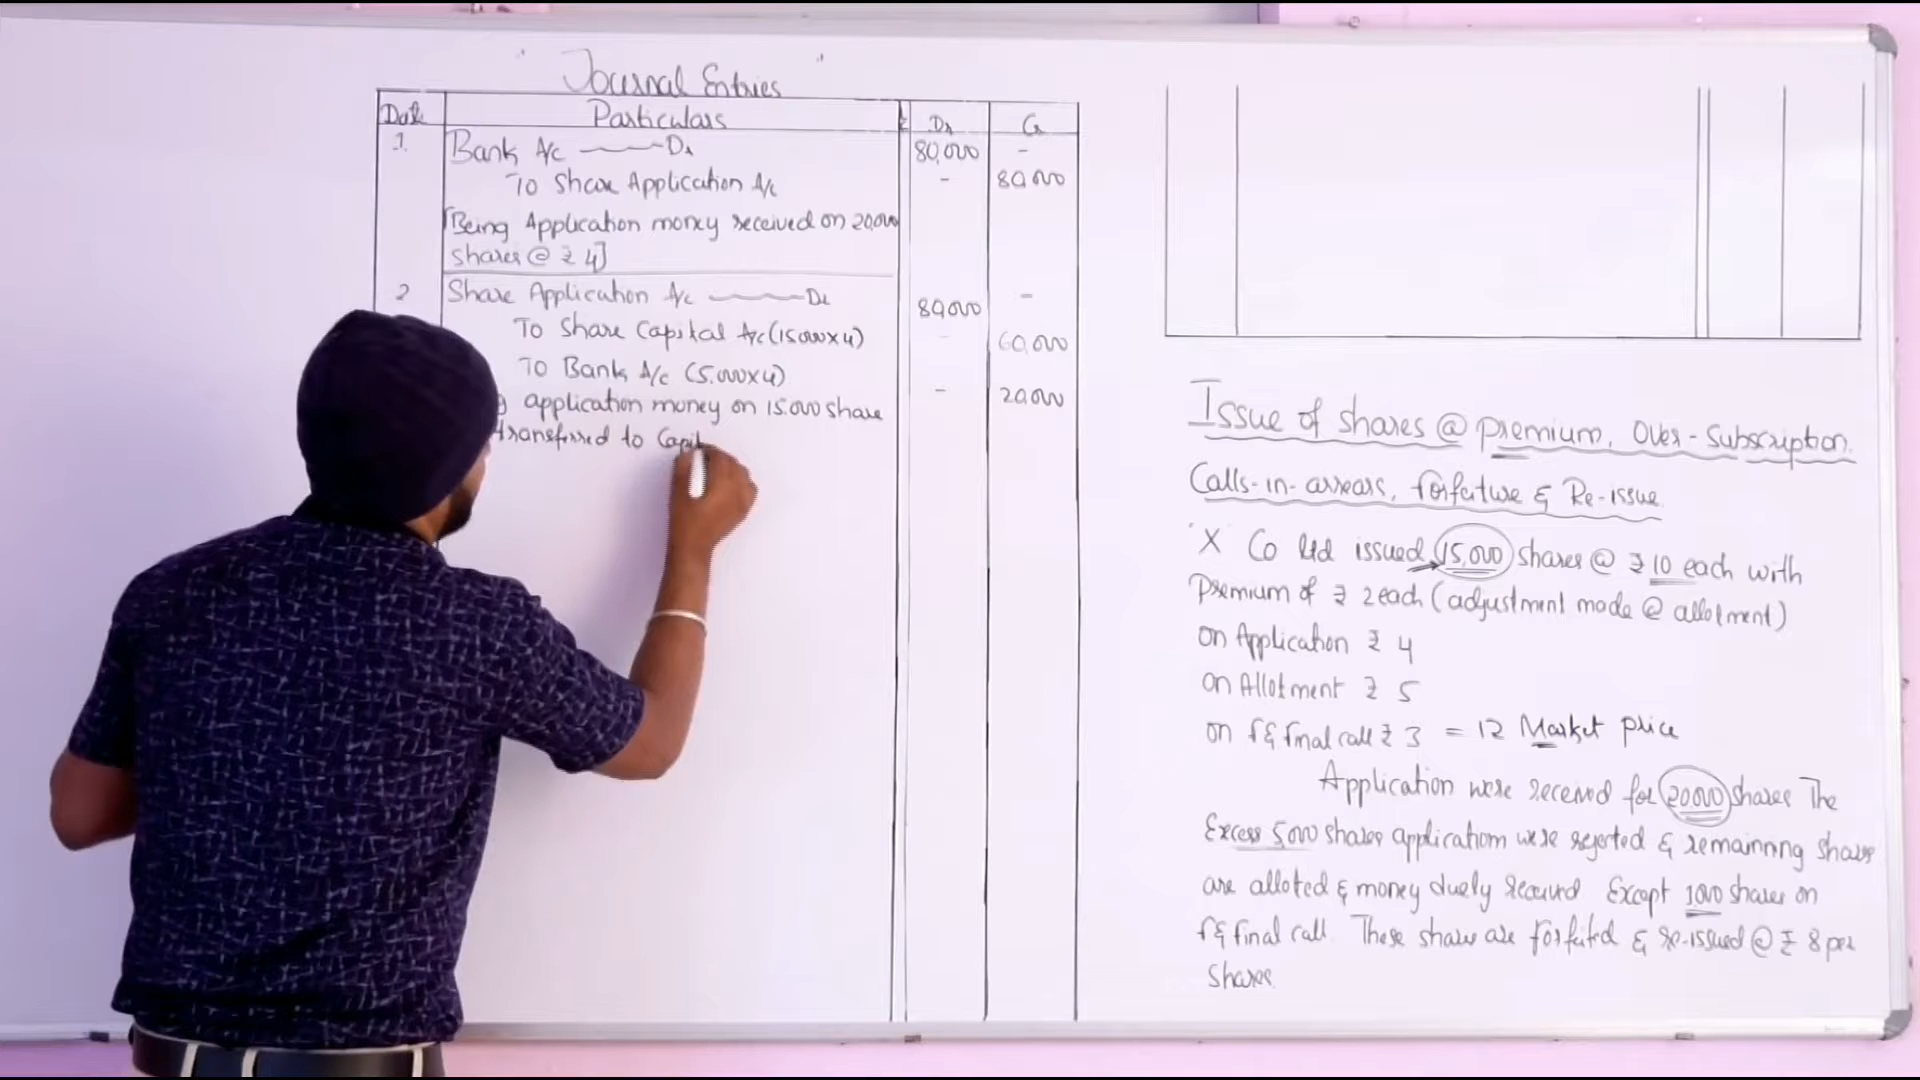 " Journal Entries "
Date Particulars Dr Cr
1. Bank A/c ——— Dr 80,000 -
To Share Application A/c - 80,000
[Being Application money received on 20,000
shares @ ₹ 4]
2 Share Application A/c ——— Dr 80,000 -
To Share Capital A/c (15,000 x 4) - 60,000
To Bank A/c (5,000 x 4) - 20,000
application money on 15,000 share
transferred to Capit
Issue of shares @ premium, Over-Subscription.
Calls-in-arrears, forfeiture & Re-issue
'X' Co Ltd issued 15,000 shares @ ₹ 10 each with
Premium of ₹ 2 each (adjustment made @ allotment)
on Application ₹ 4
on Allotment ₹ 5
on f & final call ₹ 3 = 12 Market price
Application were received for 20,000 shares The
Excess 5,000 shares applications were rejected & remaining shares
are alloted & money duely received Except 1000 shares on
f & final call. These share are forfeited & re-issued @ ₹ 8 per
shares.